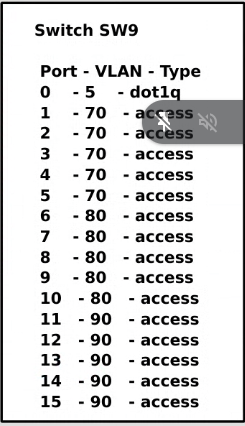 Switch SW9
Port - VLAN - Type
0 - 5 - dot1q
1 - 70 - access
2 - 70 - access
3 - 70 - access
4 - 70 - access
5 - 70 - access
6 - 80 - access
7 - 80 - access
8 - 80 - access
9 - 80 - access
10 - 80 - access
11 - 90 - access
12 - 90 - access
13 - 90 - access
14 - 90 - access
15 - 90 - access